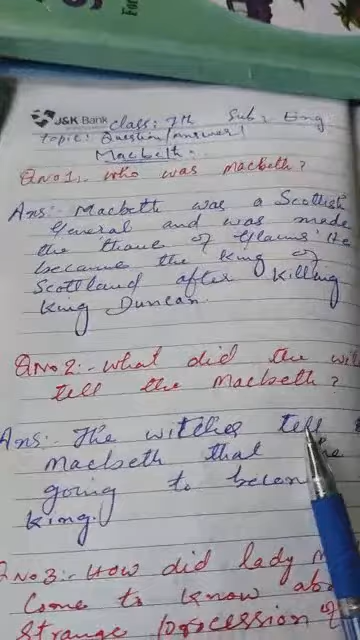 J&K Bank Class: 7th Sub: Eng
Topic: Question/answer/
Macbeth:-
Q No 1. Who was Macbeth?
Ans:- Macbeth was a Scottish
General and was made
the thane of Glamis. He
became the king of
Scottland after killing
King Duncan.
Q No 2:- What did the
tell the Macbeth?
Ans:- The witches tell
Macbeth that he
going to
King.
Q No 3:- How did lady
Come to know
Strange procession of